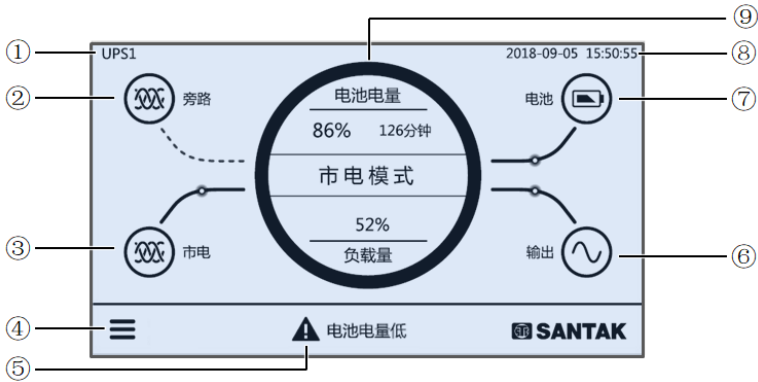 ⑨
① UPS1 2018-09-05 15:50:55 ⑧
② 旁路 电池电量 电池 ⑦
86% 126分钟
市电模式
52%
③ 市电 负载量 输出 ⑥
④ 电池电量低 SANTAK
⑤